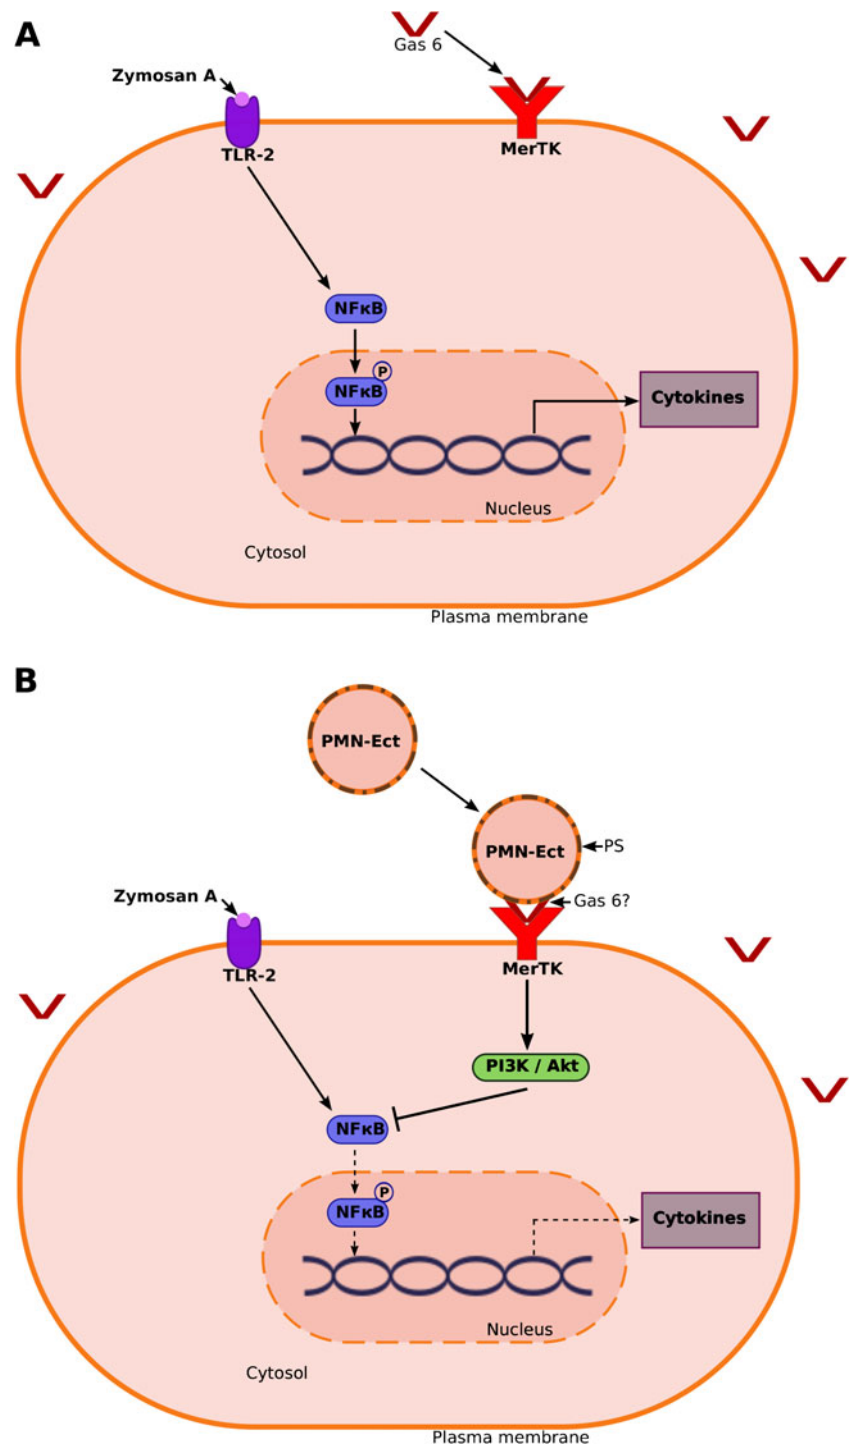 A
Gas 6
Zymosan A
TLR-2
MerTK
NFκB
P
NFκB
Cytokines
Nucleus
Cytosol
Plasma membrane
B
PMN-Ect
PMN-Ect
PS
Zymosan A
Gas 6?
TLR-2
MerTK
PI3K / Akt
NFκB
P
NFκB
Cytokines
Nucleus
Cytosol
Plasma membrane